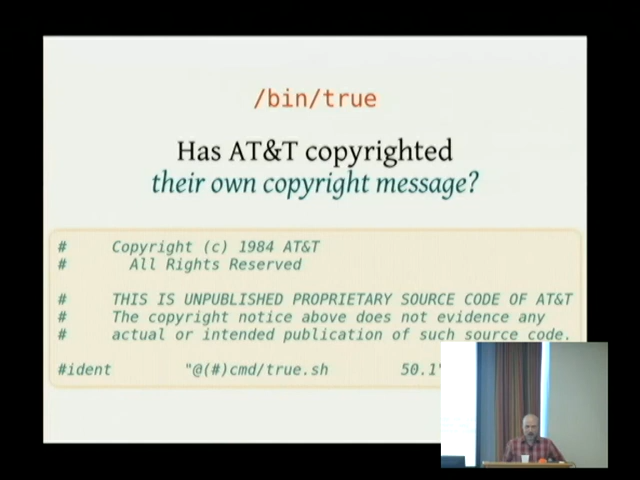 /bin/true
Has AT&T copyrighted
their own copyright message?
# Copyright (c) 1984 AT&T
# All Rights Reserved
# THIS IS UNPUBLISHED PROPRIETARY SOURCE CODE OF AT&T
# The copyright notice above does not evidence any
# actual or intended publication of such source code.
#ident "@(#)cmd/true.sh 50.1"